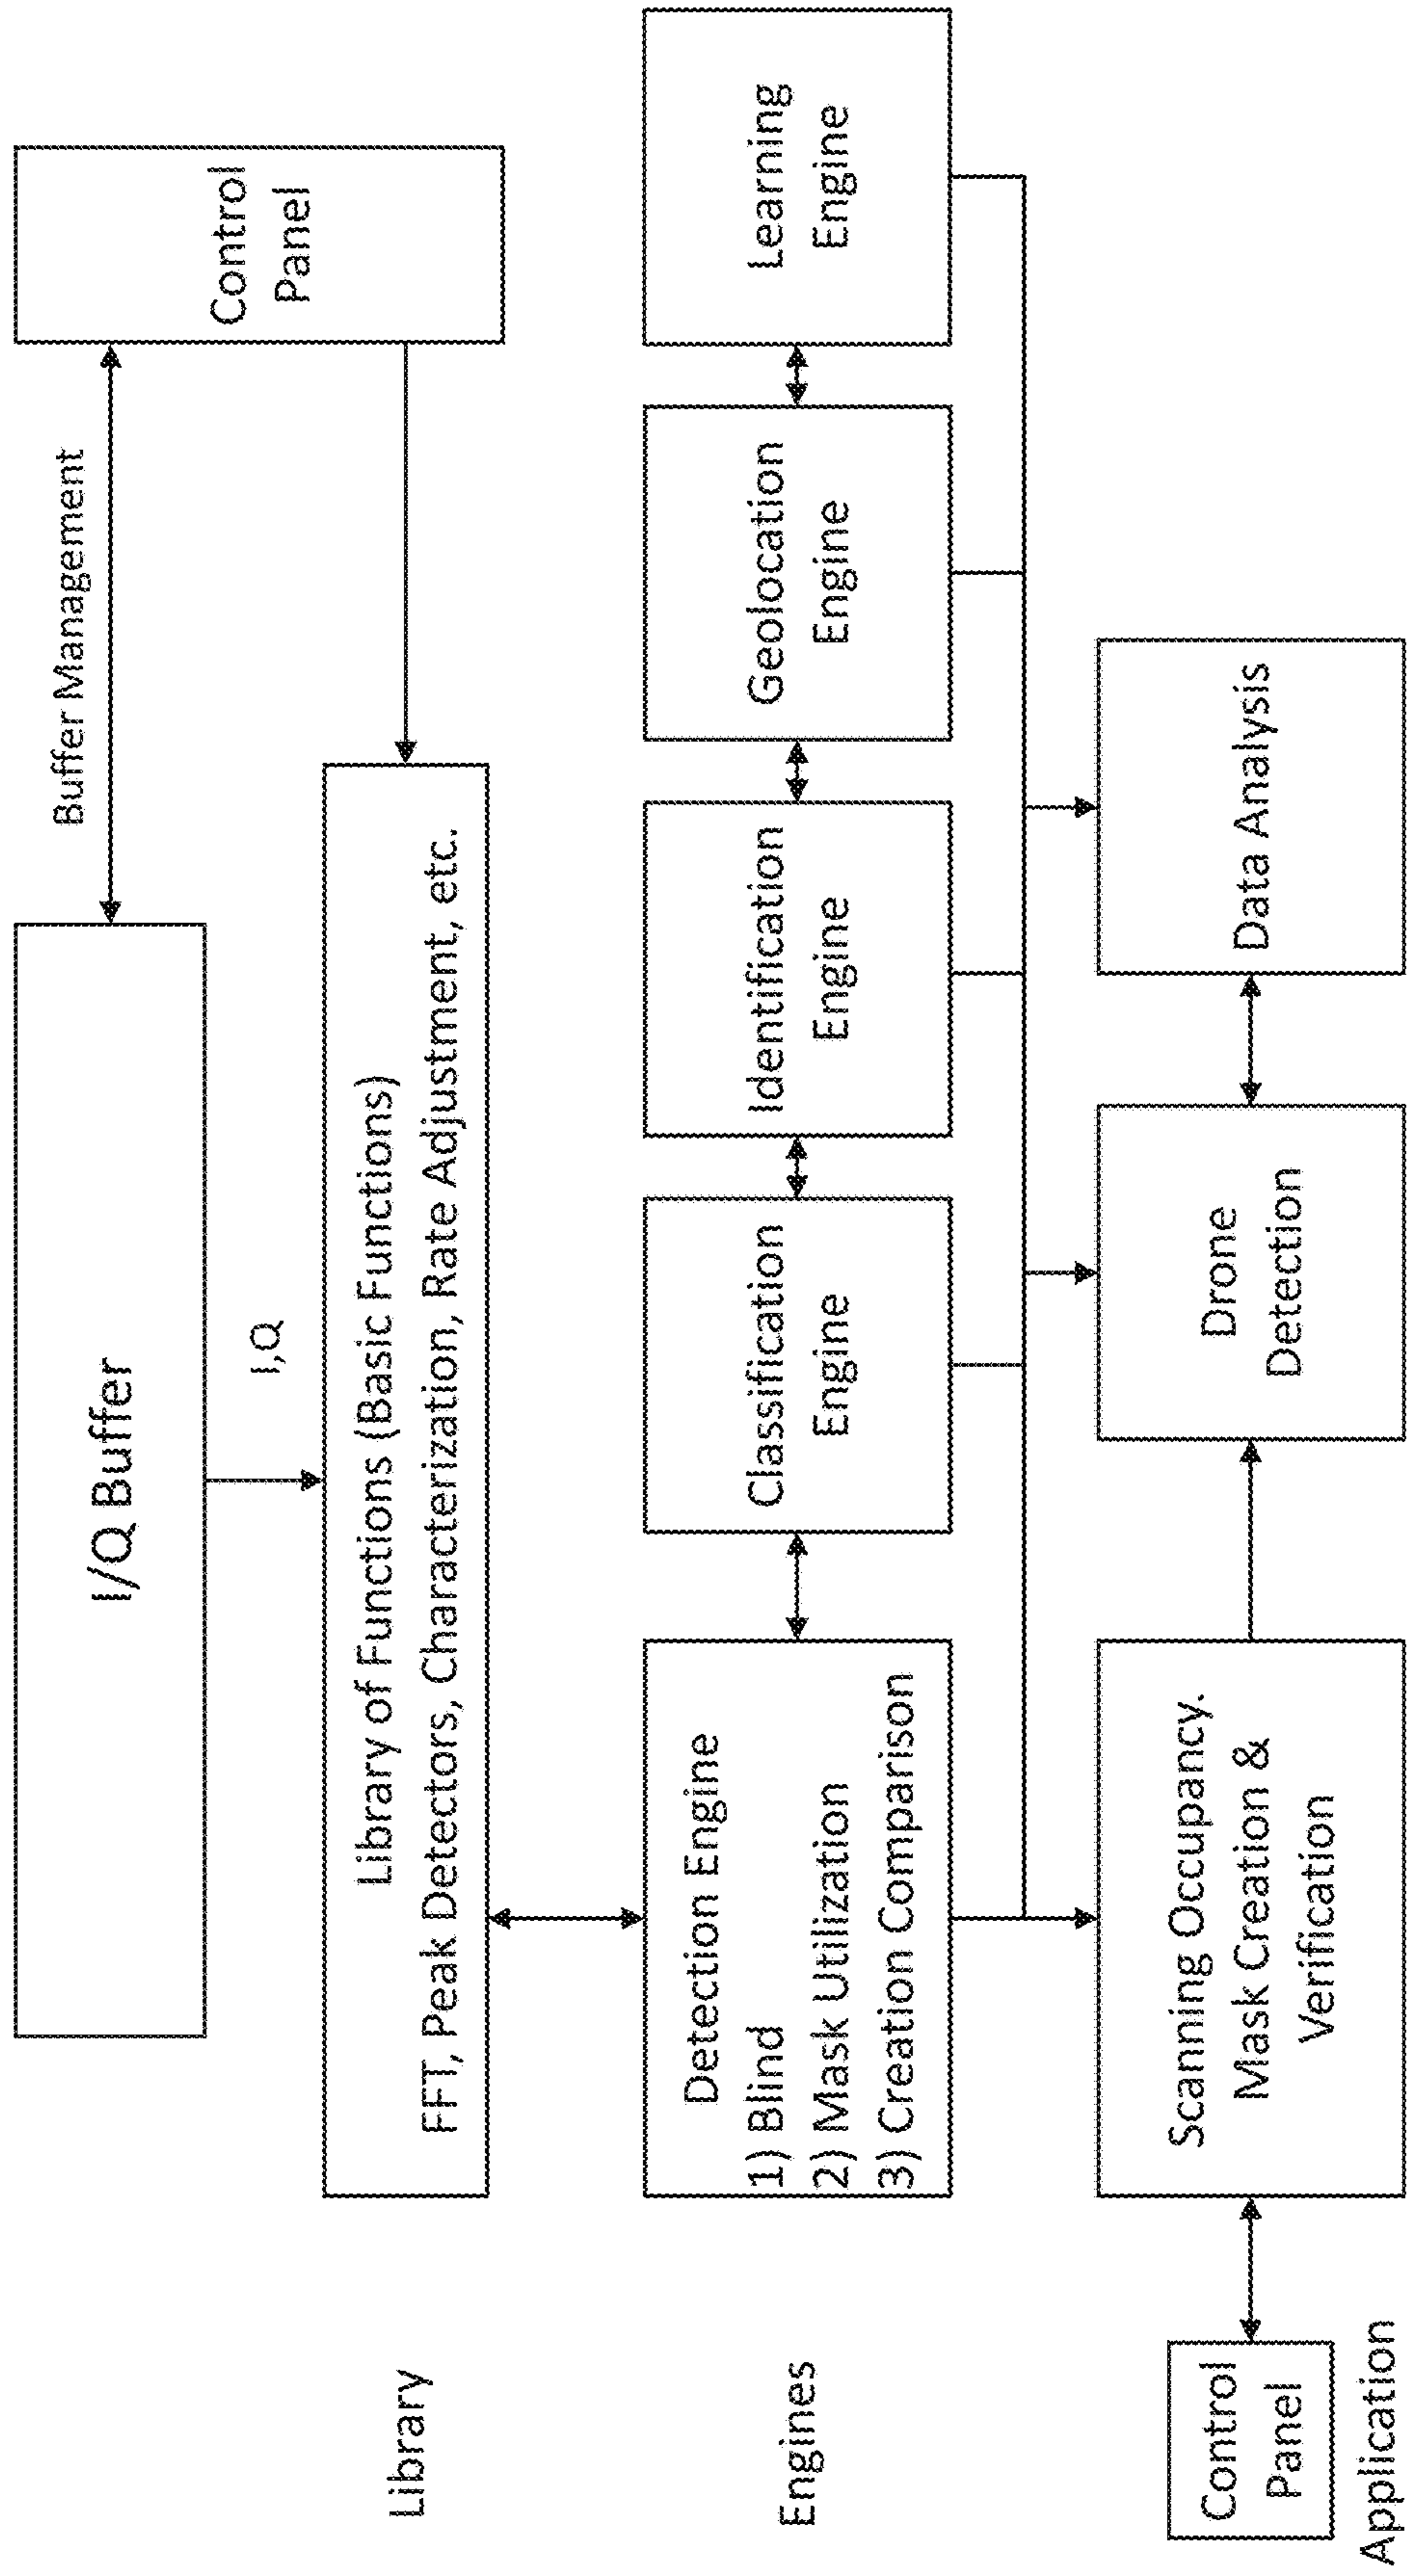 I/Q Buffer
Buffer Management
Control
Panel
I,Q
Library
Library of Functions (Basic Functions)
FFT, Peak Detectors, Characterization, Rate Adjustment, etc.
Engines
Detection Engine
1) Blind
2) Mask Utilization
3) Creation Comparison
Classification
Engine
Identification
Engine
Geolocation
Engine
Learning
Engine
Control
Panel
Application
Scanning Occupancy.
Mask Creation &
Verification
Drone
Detection
Data Analysis